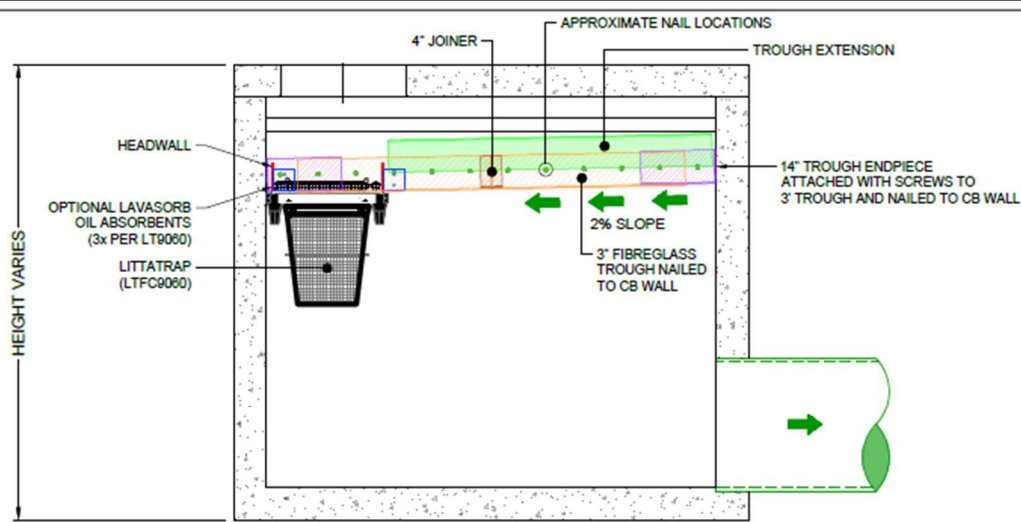 APPROXIMATE NAIL LOCATIONS
4" JOINER
TROUGH EXTENSION
HEADWALL
14" TROUGH ENDPIECE
ATTACHED WITH SCREWS TO
3' TROUGH AND NAILED TO CB WALL
OPTIONAL LAVASORB
OIL ABSORBENTS
(3x PER LT9060)
2% SLOPE
3" FIBREGLASS
TROUGH NAILED
TO CB WALL
LITTATRAP
(LTFC9060)
HEIGHT VARIES